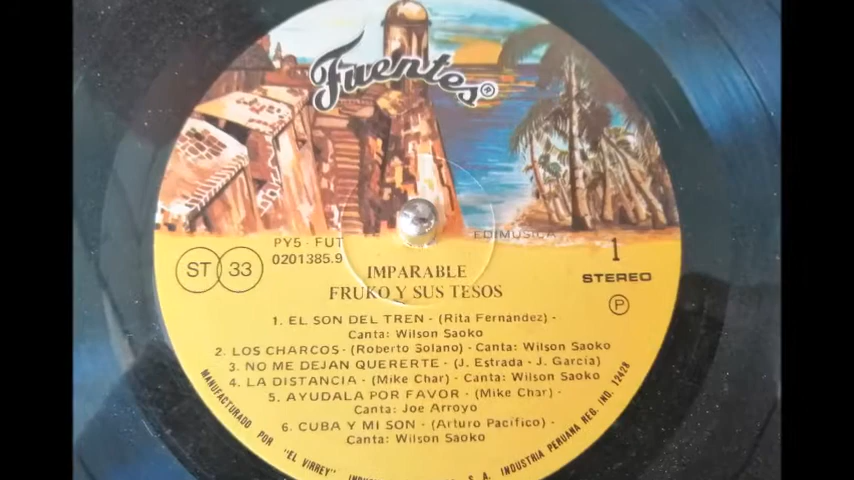 Fuentes®
EDIMUSICA
PY5 - FUT
0201385.9
ST 33
1
STEREO
P
IMPARABLE
FRUKO Y SUS TESOS
1. EL SON DEL TREN - (Rita Fernández) -
Canta: Wilson Saoko
2. LOS CHARCOS - (Roberto Solano) - Canta: Wilson Saoko
3. NO ME DEJAN QUERERTE - (J. Estrada - J. García)
4. LA DISTANCIA - (Mike Char) - Canta: Wilson Saoko
5. AYUDALA POR FAVOR - (Mike Char) -
Canta: Joe Arroyo
6. CUBA Y MI SON - (Arturo Pacífico) -
Canta: Wilson Saoko
MANUFACTURADO POR "EL VIRREY" S. A. INDUSTRIA PERUANA REG. IND. 12428